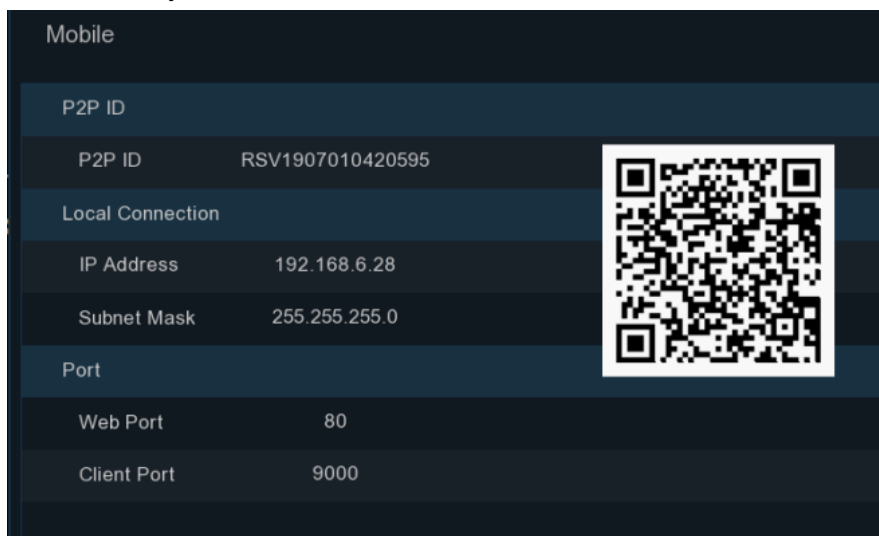 Mobile
P2P ID
P2P ID RSV1907010420595
Local Connection
IP Address 192.168.6.28
Subnet Mask 255.255.255.0
Port
Web Port 80
Client Port 9000